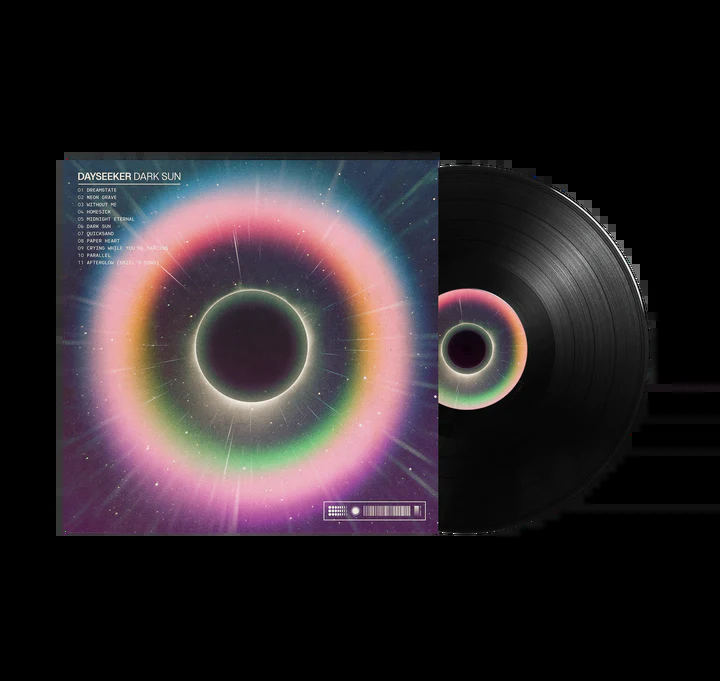 DAYSEEKER DARK SUN
01 DREAMSTATE
02 NEON GRAVE
03 WITHOUT ME
04 HOMESICK
05 MIDNIGHT ETERNAL
06 DARK SUN
07 QUICKSAND
08 PAPER HEART
09 CRYING WHILE YOU'RE DANCING
10 PARALLEL
11 AFTERGLOW (HAZEL'S SONG)